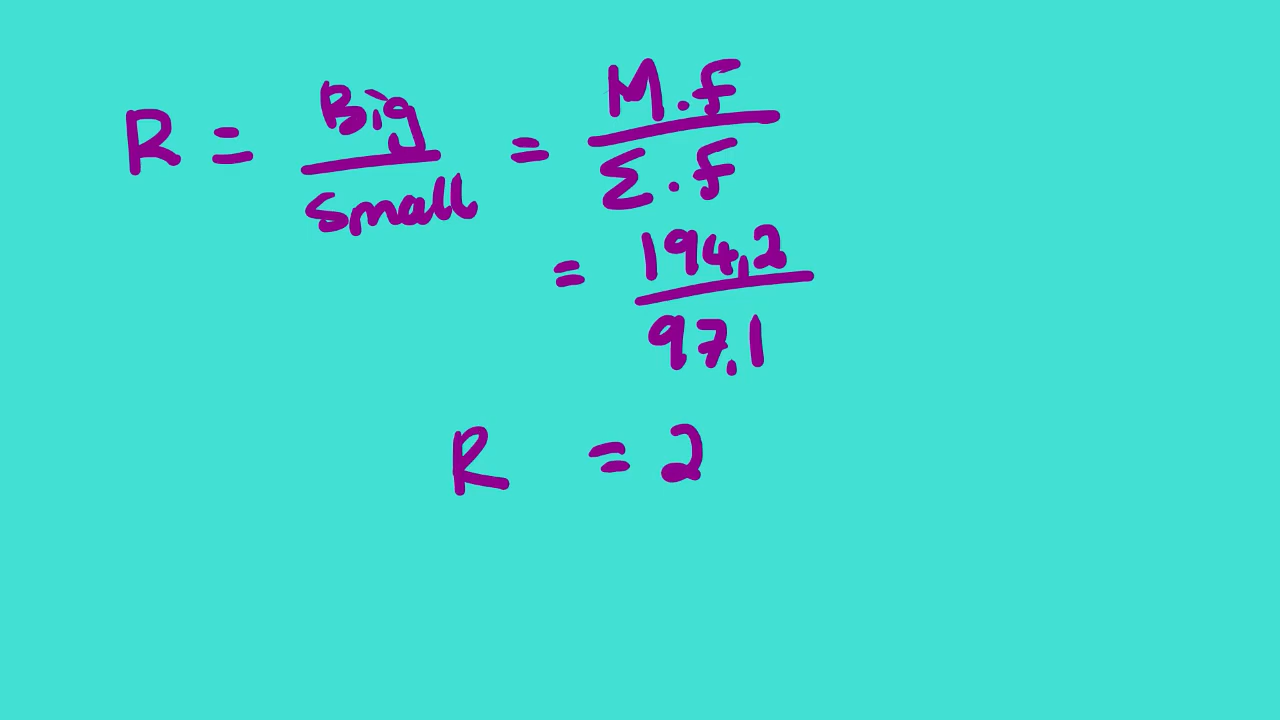 R = Big / Small = M.f / Σ.f
= 194,2 / 97,1
R = 2